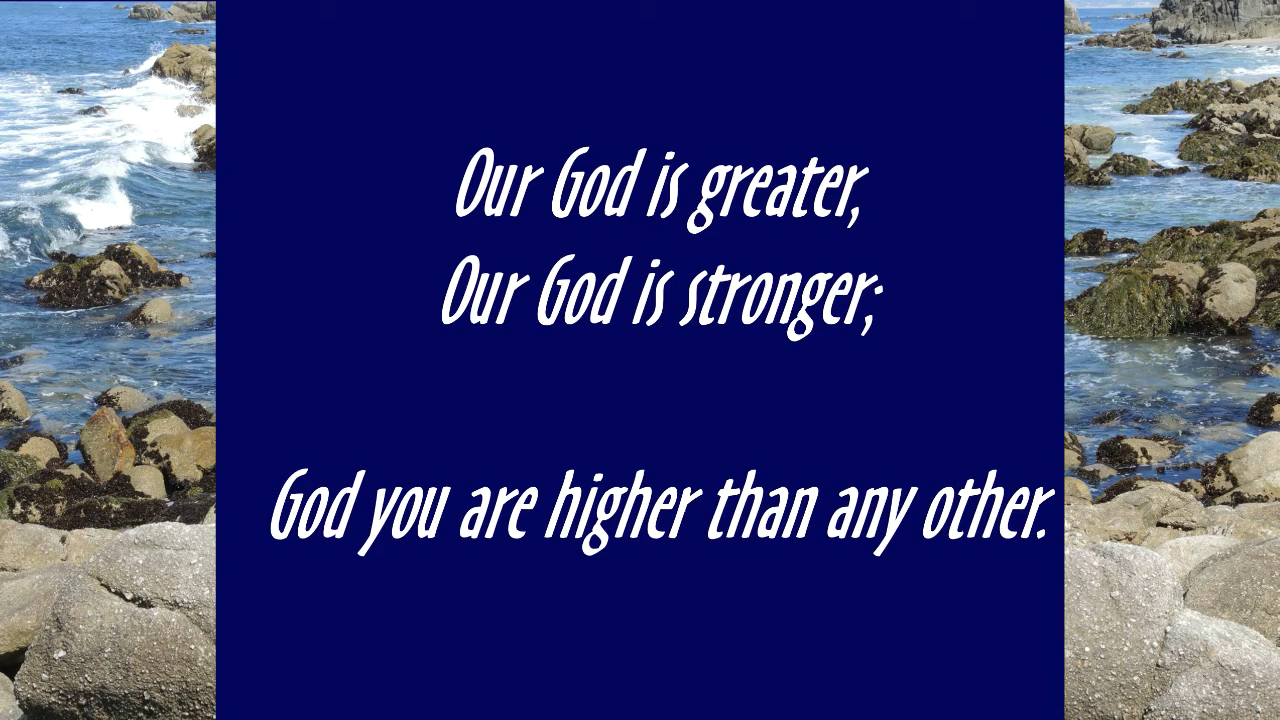 Our God is greater,
Our God is stronger;
God you are higher than any other.